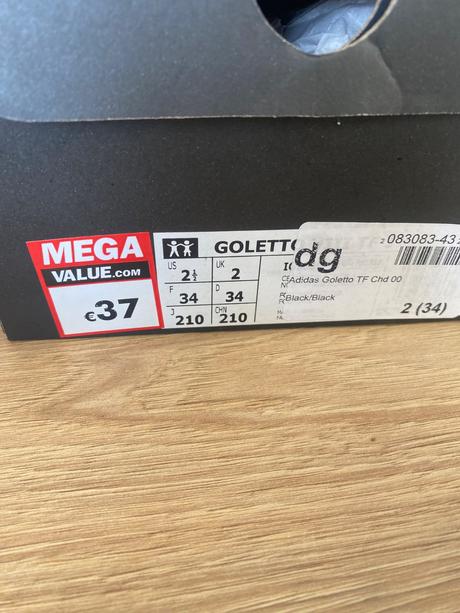 MEGA
VALUE.COM
€37
GOLETTO
US 2½ UK 2
F 34 D 34
J 210 CHN 210
dg
2 083083-43
Adidas Goletto TF Chd 00
Black/Black
2 (34)